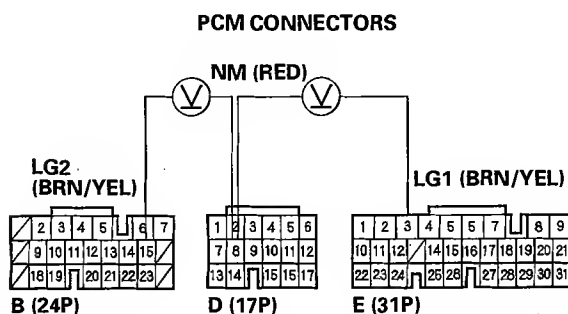 PCM CONNECTORS
NM (RED)
V V
LG2
(BRN/YEL)
LG1 (BRN/YEL)
2 3 4 5 6 7
9 10 11 12 13 14 15
18 19 20 21 22 23
1 2 3 4 5 6
7 8 9 10 11 12
13 14 15 15 17
1 2 3 4 5 6 7 8 9
10 11 12 14 15 16 17 18 19 20 21
22 23 24 25 28 27 28 29 30 31
B (24P)
D (17P)
E (31P)